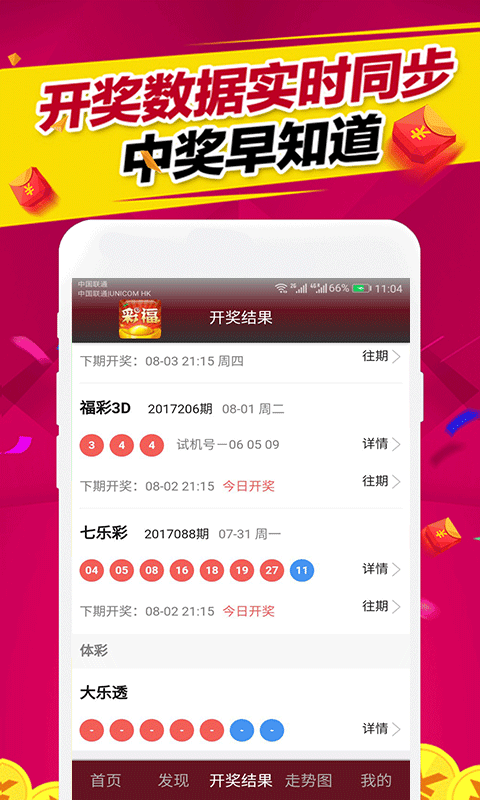 开奖数据实时同步
中奖早知道
中国联通
中国联通|UNICOM HK
2G 4G 66% 11:04
彩福
开奖结果
下期开奖：08-03 21:15 周四
往期
福彩3D 2017206期 08-01 周二
3 4 4 试机号－06 05 09
详情
下期开奖：08-02 21:15 今日开奖
往期
七乐彩 2017088期 07-31 周一
04 05 08 16 18 19 27 11
详情
下期开奖：08-02 21:15 今日开奖
往期
体彩
大乐透
- - - - - - -
详情
首页 发现 开奖结果 走势图 我的